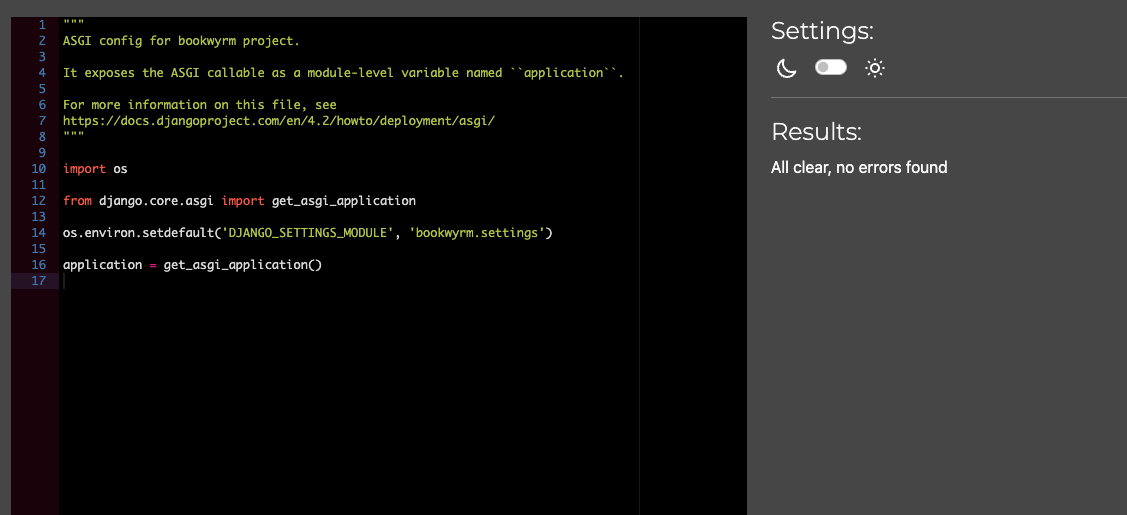 1 """
2 ASGI config for bookwyrm project.
3
4 It exposes the ASGI callable as a module-level variable named ``application``.
5
6 For more information on this file, see
7 https://docs.djangoproject.com/en/4.2/howto/deployment/asgi/
8 """
9
10 import os
11
12 from django.core.asgi import get_asgi_application
13
14 os.environ.setdefault('DJANGO_SETTINGS_MODULE', 'bookwyrm.settings')
15
16 application = get_asgi_application()
17
Settings:
Results:
All clear, no errors found